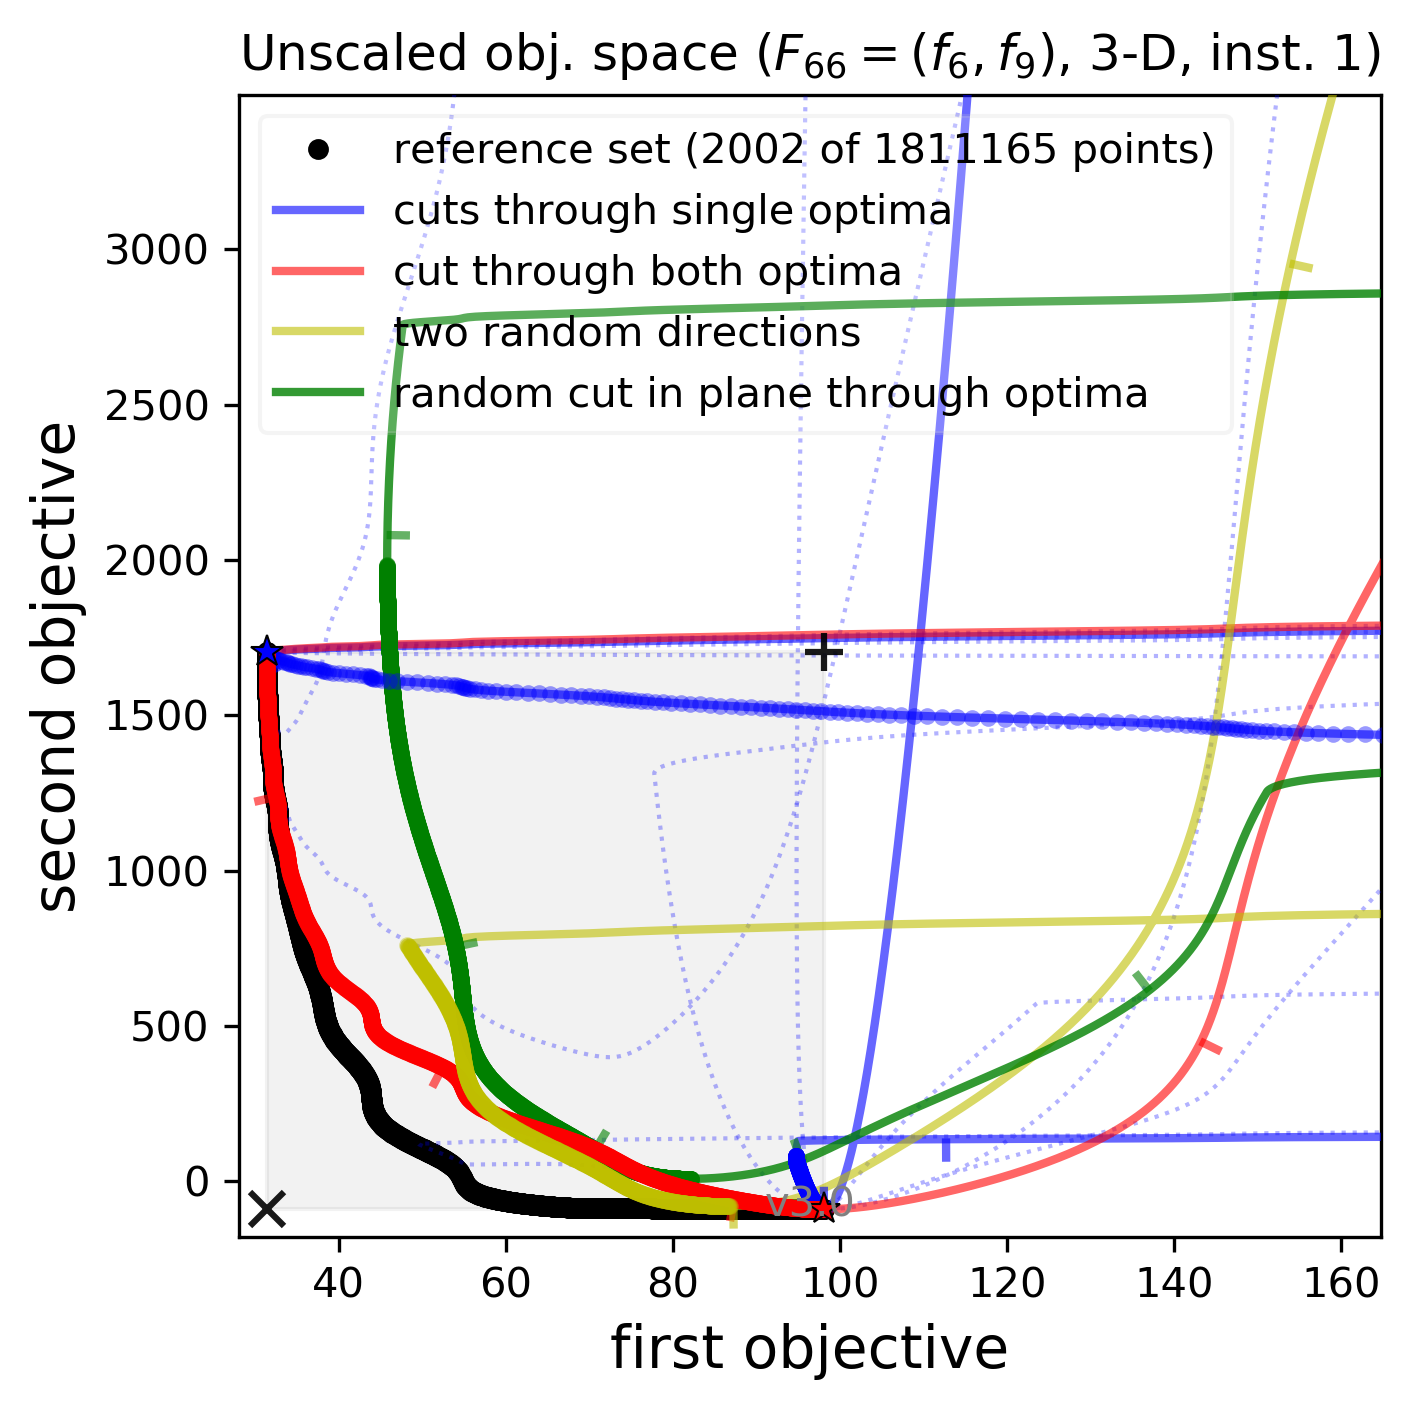 Unscaled obj. space (F₆₆ = (f₆, f₉), 3-D, inst. 1)
reference set (2002 of 1811165 points)
cuts through single optima
cut through both optima
two random directions
random cut in plane through optima
second objective
3000
2500
2000
1500
1000
500
0
v3.0
40 60 80 100 120 140 160
first objective